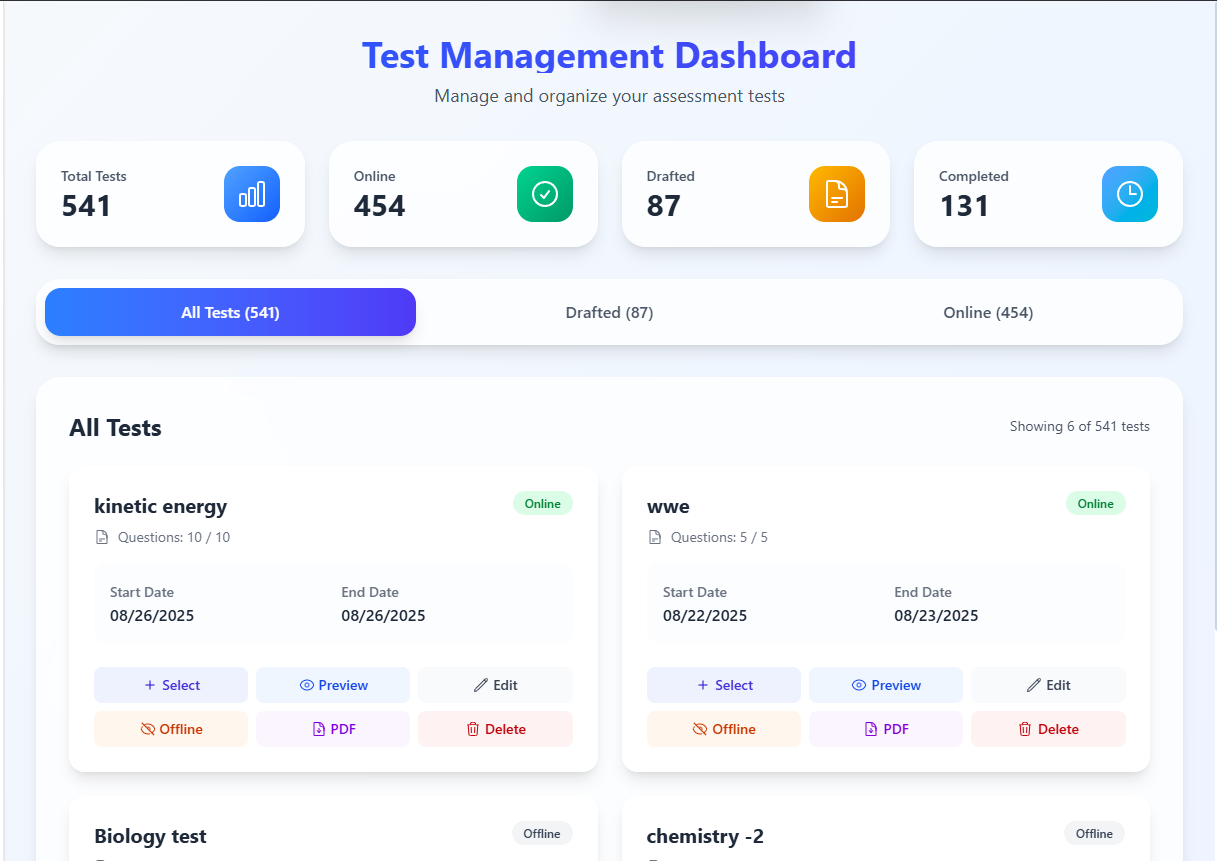 Test Management Dashboard
Manage and organize your assessment tests
Total Tests
541
Online
454
Drafted
87
Completed
131
All Tests (541)
Drafted (87)
Online (454)
All Tests
Showing 6 of 541 tests
kinetic energy
Online
Questions: 10 / 10
Start Date
End Date
08/26/2025
08/26/2025
+ Select
Preview
Edit
Offline
PDF
Delete
wwe
Online
Questions: 5 / 5
Start Date
End Date
08/22/2025
08/23/2025
+ Select
Preview
Edit
Offline
PDF
Delete
Biology test
Offline
chemistry -2
Offline